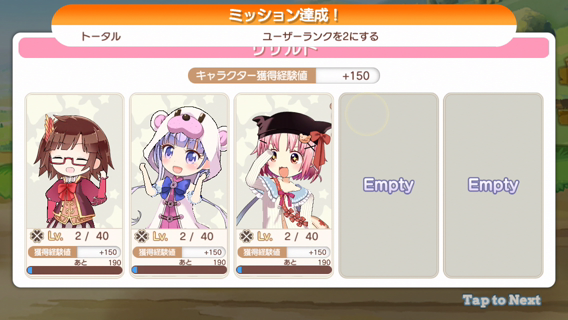 ミッション達成！
トータル ユーザーランクを2にする
リザルト
キャラクター獲得経験値 +150
Lv. 2 / 40 Lv. 2 / 40 Lv. 2 / 40 Empty Empty
獲得経験値 +150 獲得経験値 +150 獲得経験値 +150
あと 190 あと 190 あと 190
Tap to Next